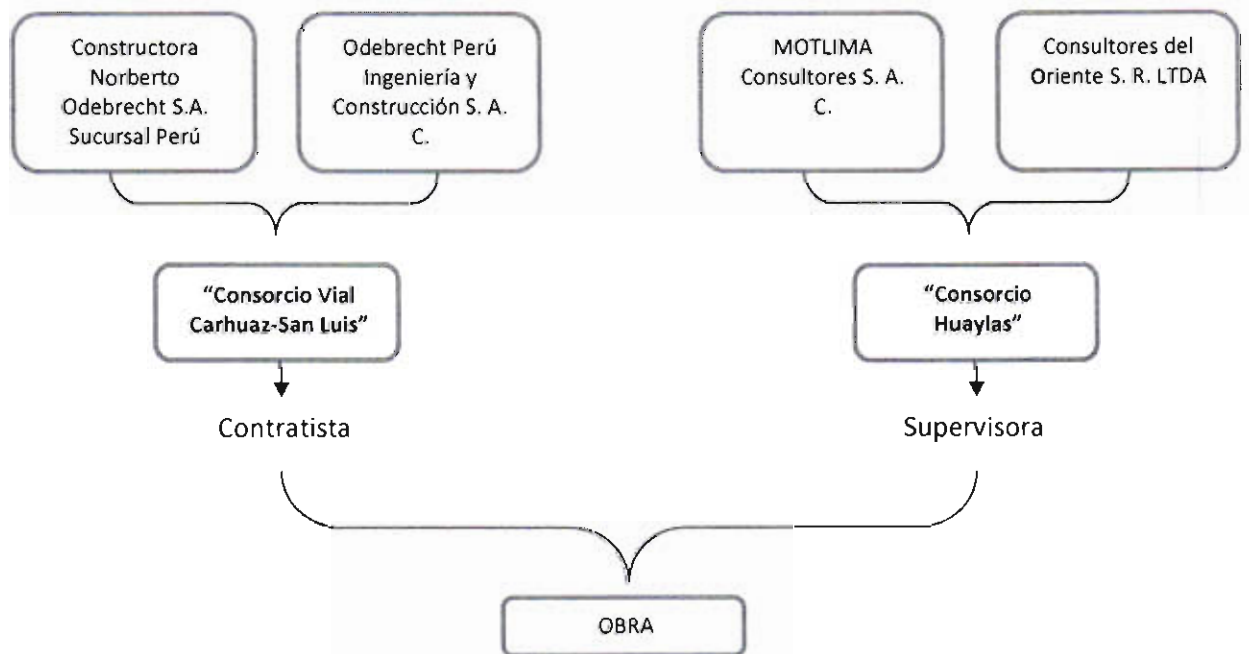 Constructora
Norberto
Odebrecht S.A.
Sucursal Perú
Odebrecht Perú
Ingeniería y
Construcción S. A.
C.
MOTLIMA
Consultores S. A.
C.
Consultores del
Oriente S. R. LTDA
“Consorcio Vial
Carhuaz-San Luis”
“Consorcio
Huaylas”
Contratista
Supervisora
OBRA